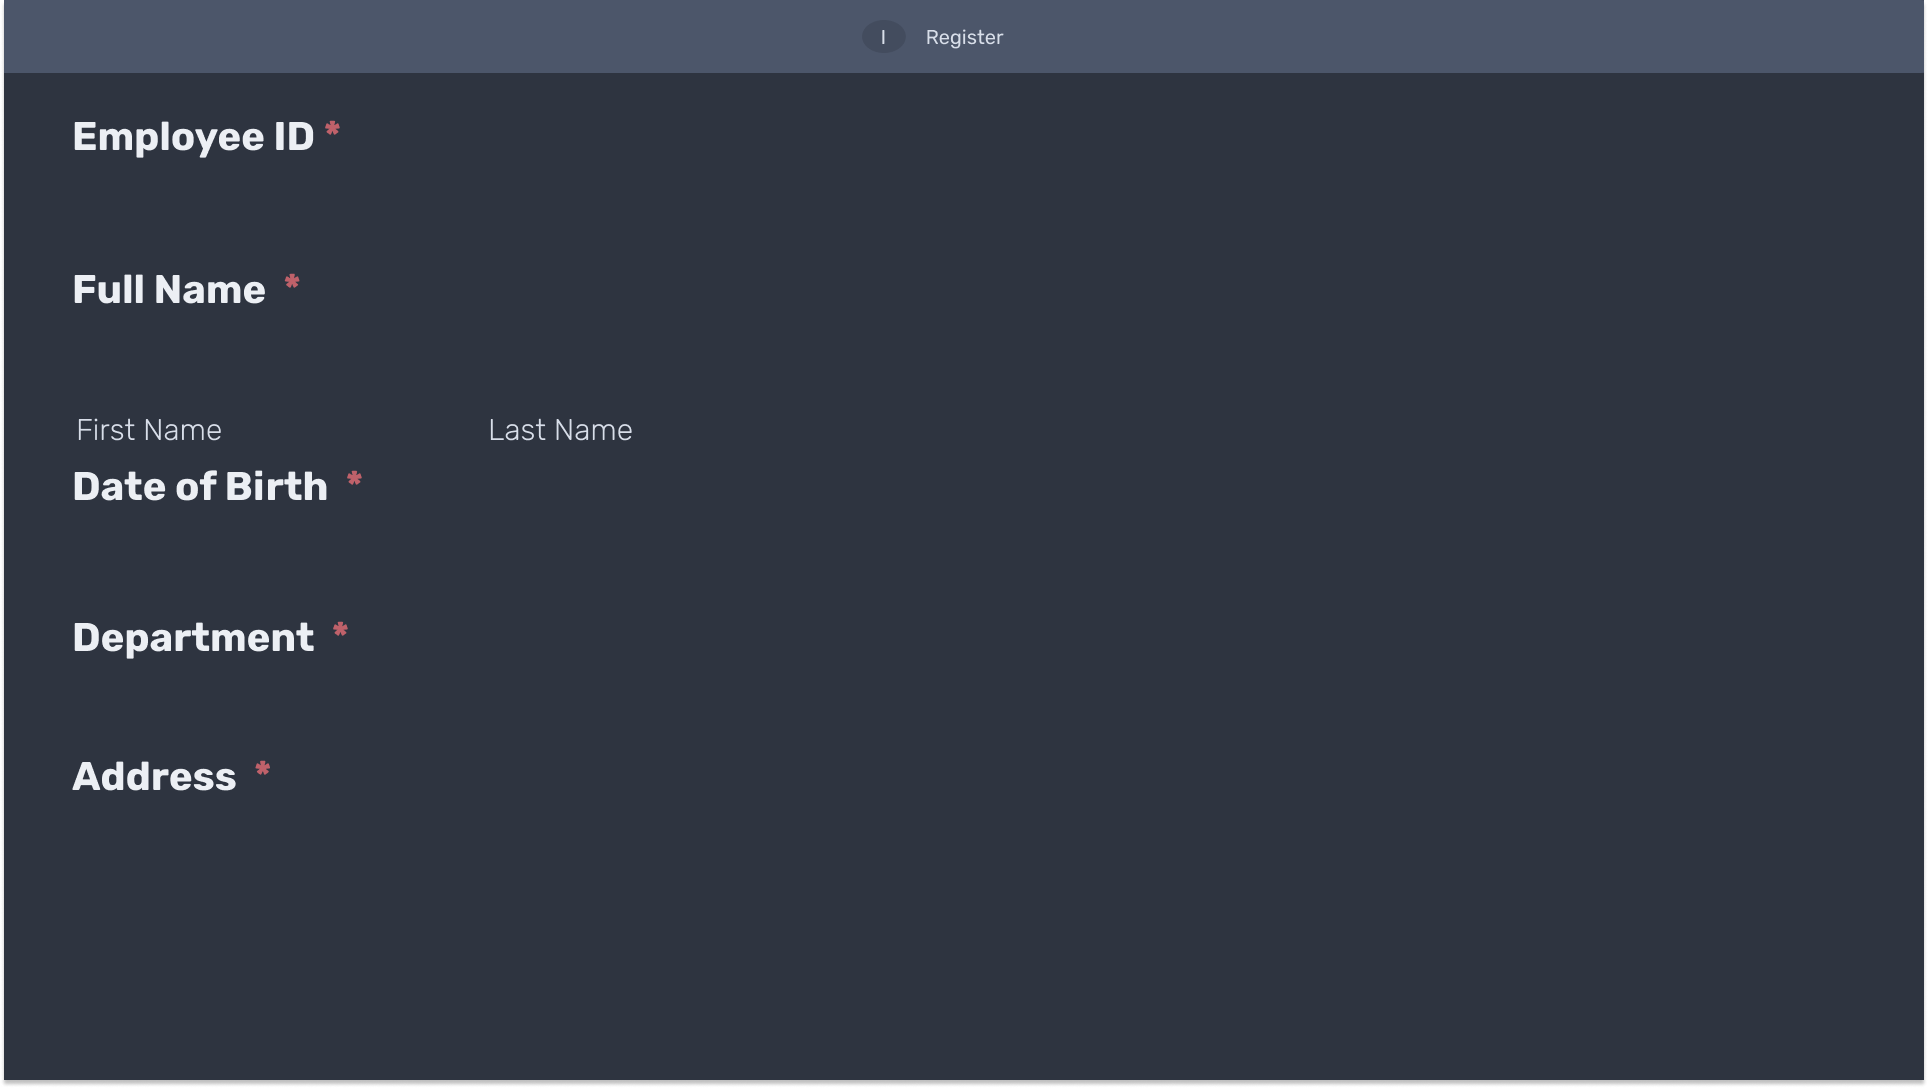 I Register
Employee ID *
Full Name *
First Name Last Name
Date of Birth *
Department *
Address *